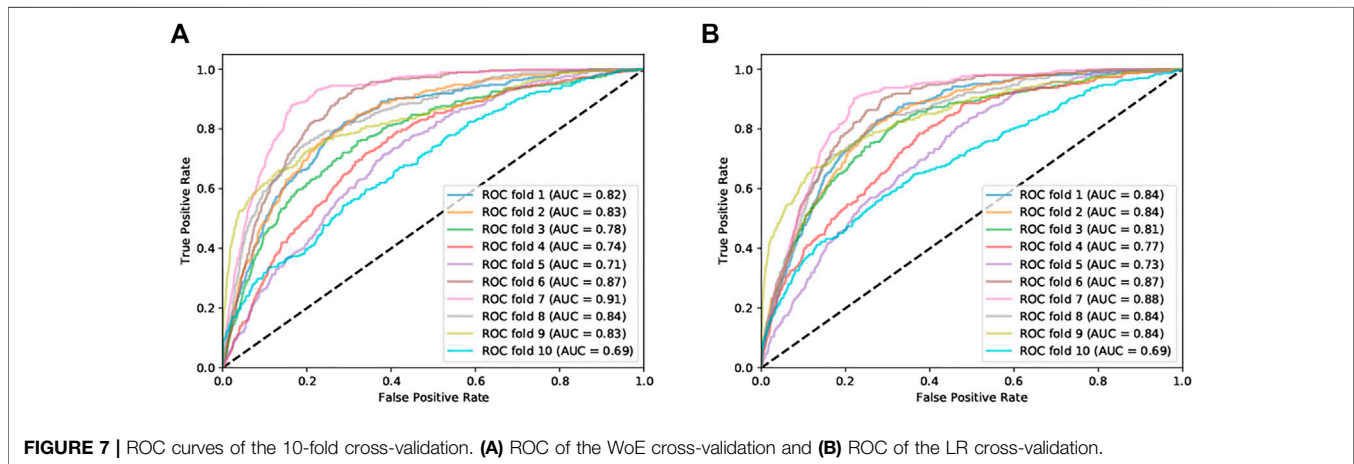 A
1.0
0.8
0.6
0.4
0.2
0.0
True Positive Rate
ROC fold 1 (AUC = 0.82)
ROC fold 2 (AUC = 0.83)
ROC fold 3 (AUC = 0.78)
ROC fold 4 (AUC = 0.74)
ROC fold 5 (AUC = 0.71)
ROC fold 6 (AUC = 0.87)
ROC fold 7 (AUC = 0.91)
ROC fold 8 (AUC = 0.84)
ROC fold 9 (AUC = 0.83)
ROC fold 10 (AUC = 0.69)
0.0 0.2 0.4 0.6 0.8 1.0
False Positive Rate
B
1.0
0.8
0.6
0.4
0.2
0.0
True Positive Rate
ROC fold 1 (AUC = 0.84)
ROC fold 2 (AUC = 0.84)
ROC fold 3 (AUC = 0.81)
ROC fold 4 (AUC = 0.77)
ROC fold 5 (AUC = 0.73)
ROC fold 6 (AUC = 0.87)
ROC fold 7 (AUC = 0.88)
ROC fold 8 (AUC = 0.84)
ROC fold 9 (AUC = 0.84)
ROC fold 10 (AUC = 0.69)
0.0 0.2 0.4 0.6 0.8 1.0
False Positive Rate
FIGURE 7 | ROC curves of the 10-fold cross-validation. (A) ROC of the WoE cross-validation and (B) ROC of the LR cross-validation.